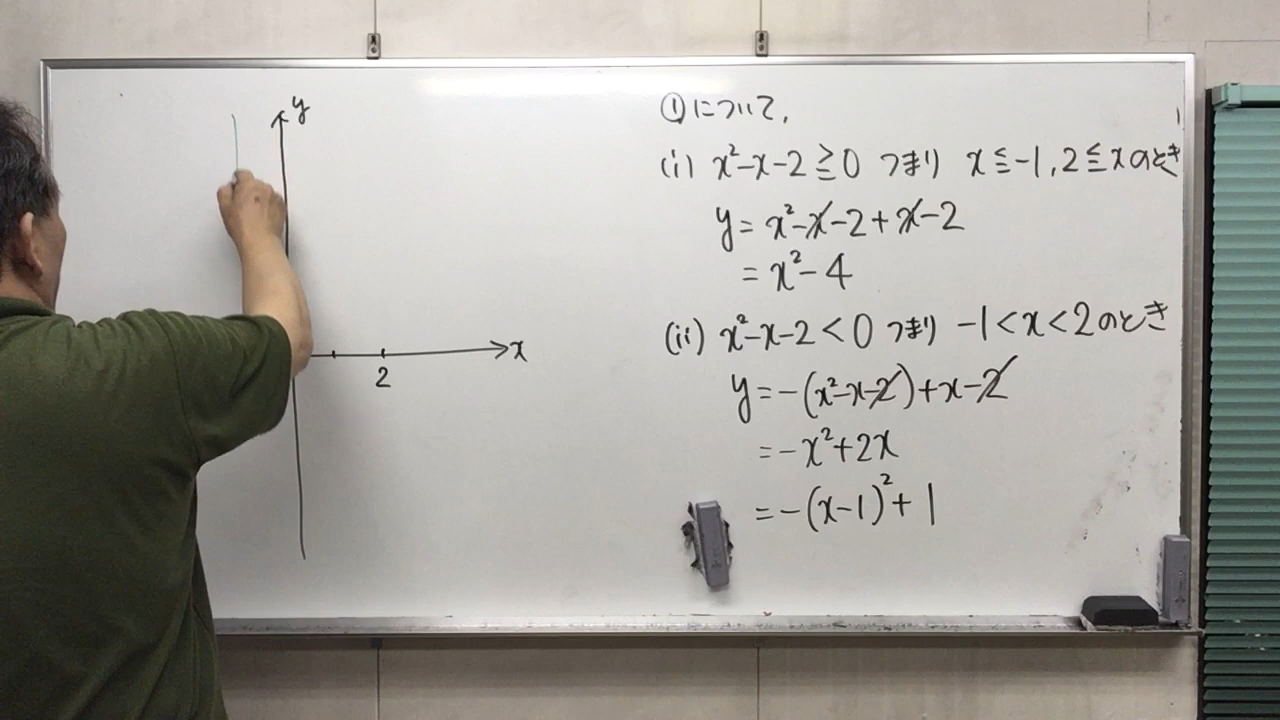 y
x
2
①について,
(i) x²-x-2≧0 つまり x≦-1, 2≦xのとき
y=x²-x-2+x-2
=x²-4
(ii) x²-x-2<0 つまり -1<x<2のとき
y=-(x²-x-2)+x-2
=-x²+2x
=-(x-1)²+1